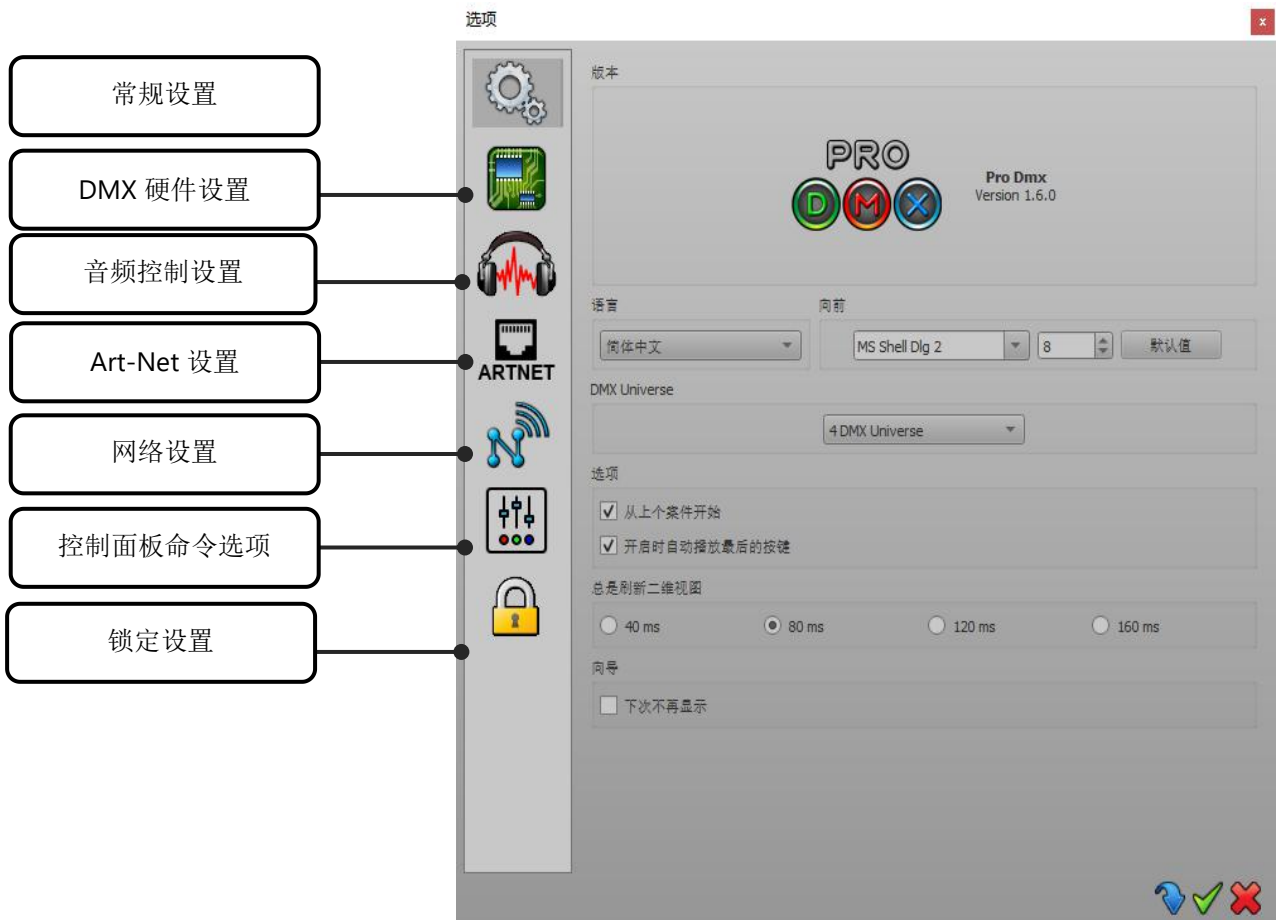 选项
x
常规设置
DMX 硬件设置
音频控制设置
Art-Net 设置
网络设置
控制面板命令选项
锁定设置
ARTNET
版本
PRO
DMX
Pro Dmx
Version 1.6.0
语言 向前
简体中文 MS Shell Dlg 2 8 默认值
DMX Universe
4 DMX Universe
选项
从上个案件开始
开启时自动播放最后的按键
总是刷新二维视图
40 ms 80 ms 120 ms 160 ms
向导
下次不再显示